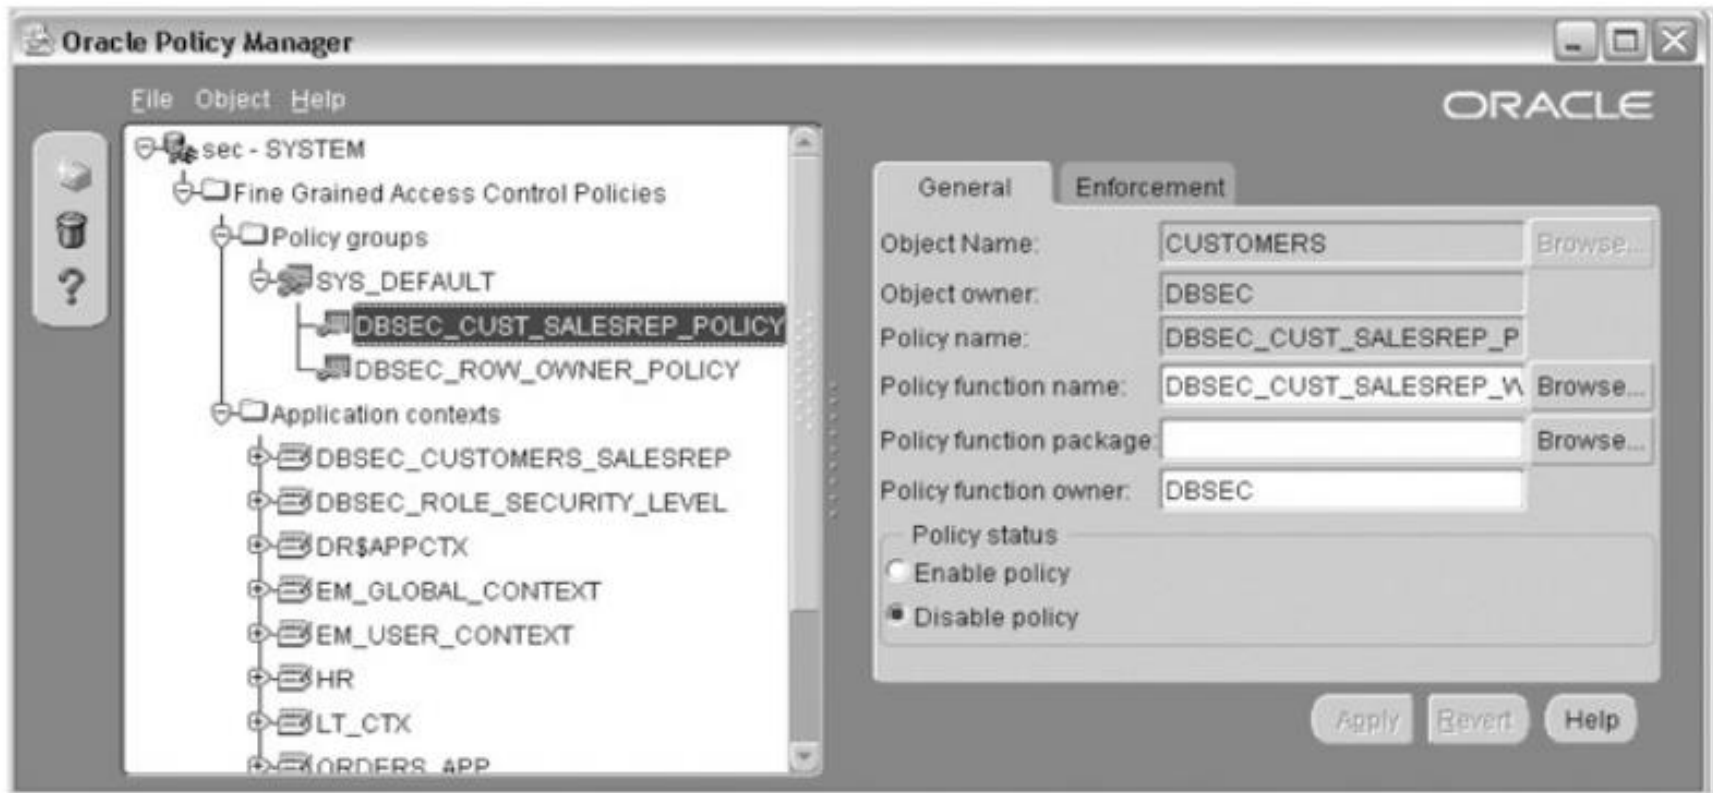 Oracle Policy Manager
File Object Help
ORACLE
sec - SYSTEM
Fine Grained Access Control Policies
Policy groups
SYS_DEFAULT
DBSEC_CUST_SALESREP_POLICY
DBSEC_ROW_OWNER_POLICY
Application contexts
DBSEC_CUSTOMERS_SALESREP
DBSEC_ROLE_SECURITY_LEVEL
DR$APPCTX
EM_GLOBAL_CONTEXT
EM_USER_CONTEXT
HR
LT_CTX
ORDERS_APP
General Enforcement
Object Name: CUSTOMERS Browse...
Object owner: DBSEC
Policy name: DBSEC_CUST_SALESREP_P
Policy function name: DBSEC_CUST_SALESREP_W Browse...
Policy function package: Browse...
Policy function owner: DBSEC
Policy status
Enable policy
Disable policy
Apply Revert Help